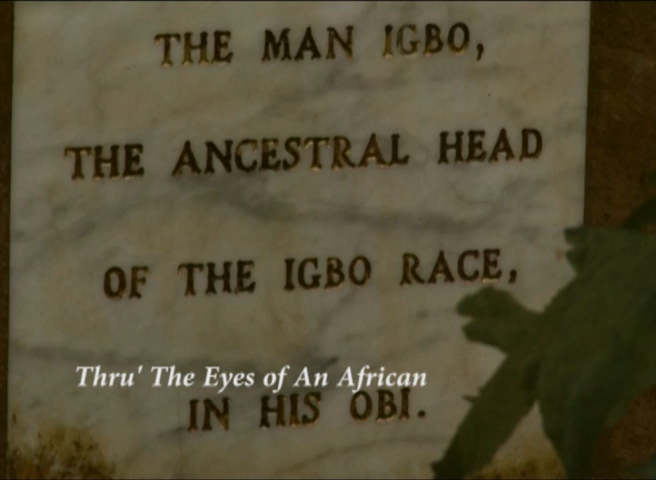 THE MAN IGBO,
THE ANCESTRAL HEAD
OF THE IGBO RACE,
Thru' The Eyes of An African
IN HIS OBI.